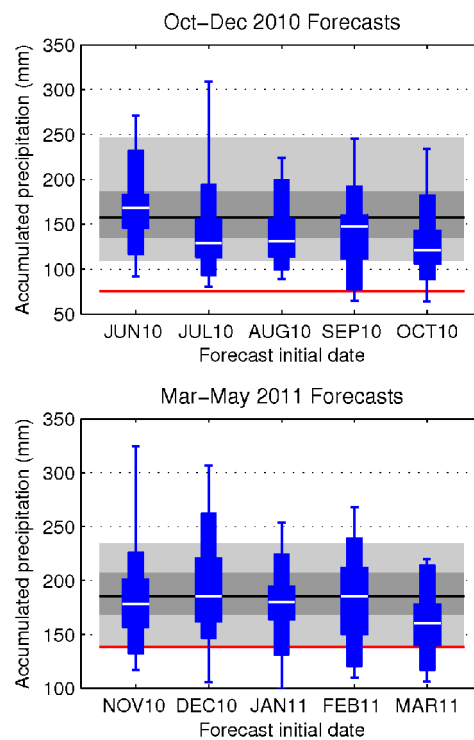 Oct–Dec 2010 Forecasts
Accumulated precipitation (mm)
350
300
250
200
150
100
50
JUN10 JUL10 AUG10 SEP10 OCT10
Forecast initial date
Mar–May 2011 Forecasts
Accumulated precipitation (mm)
350
300
250
200
150
100
NOV10 DEC10 JAN11 FEB11 MAR11
Forecast initial date